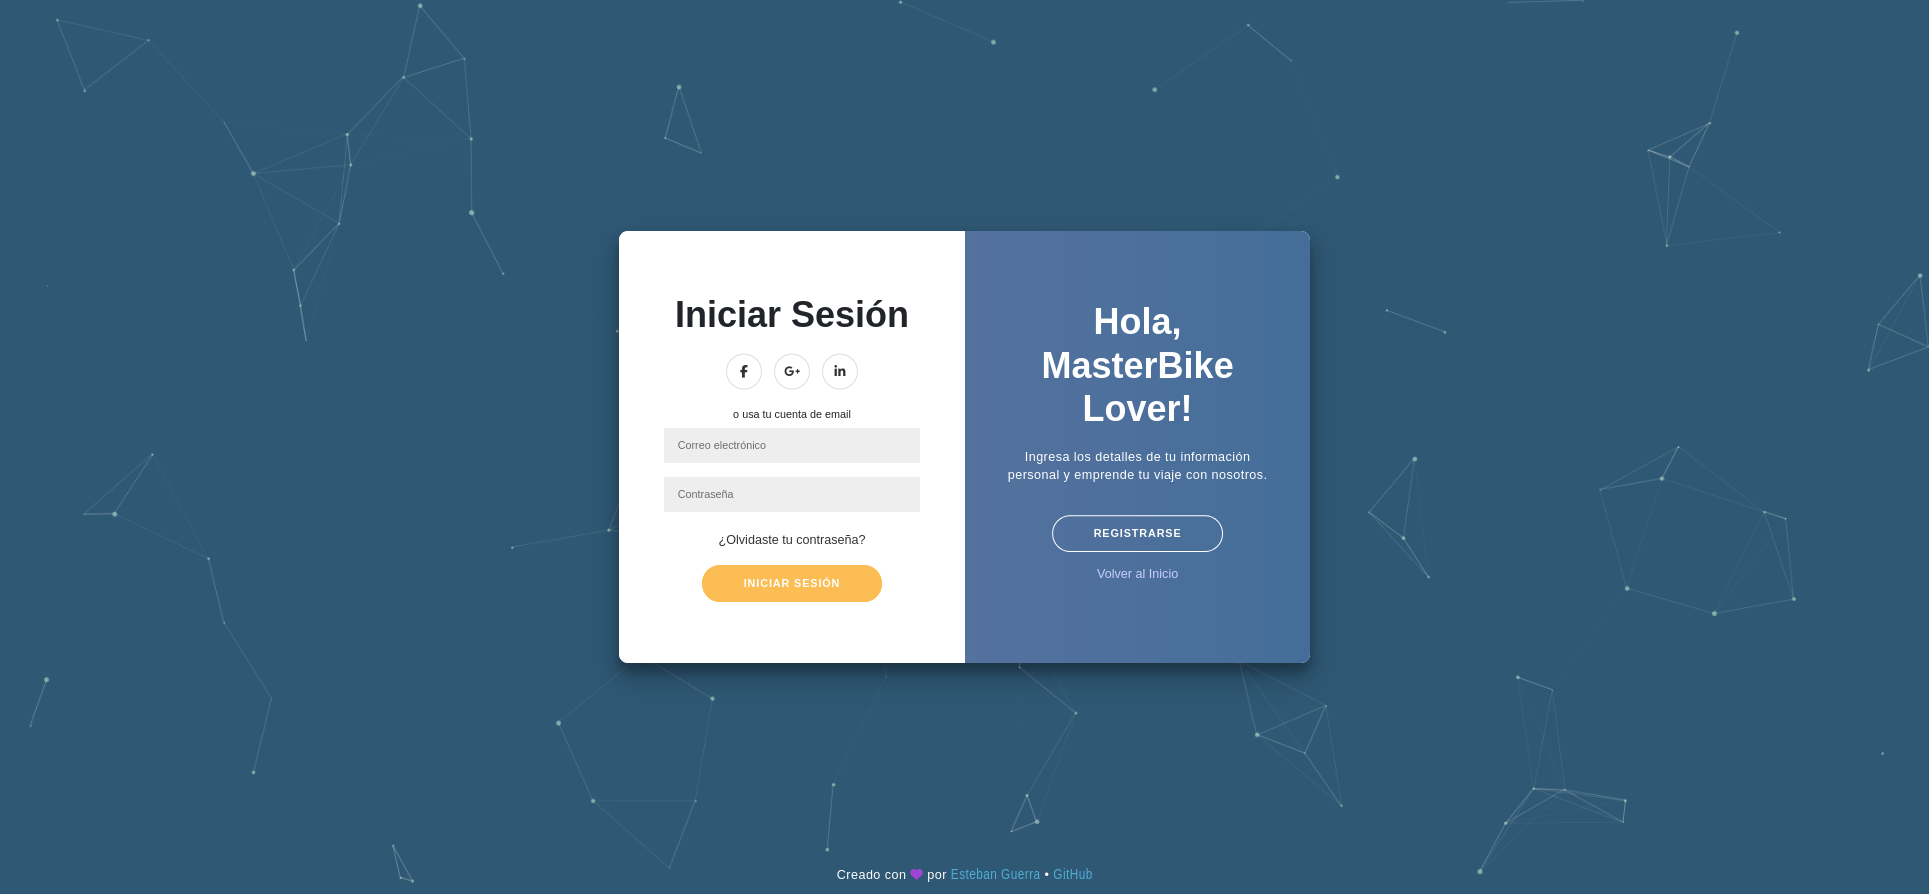 Iniciar Sesión
o usa tu cuenta de email
Correo electrónico
Contraseña
¿Olvidaste tu contraseña?
INICIAR SESIÓN
Hola,
MasterBike
Lover!
Ingresa los detalles de tu información
personal y emprende tu viaje con nosotros.
REGISTRARSE
Volver al Inicio
Creado con 💜 por Esteban Guerra • GitHub